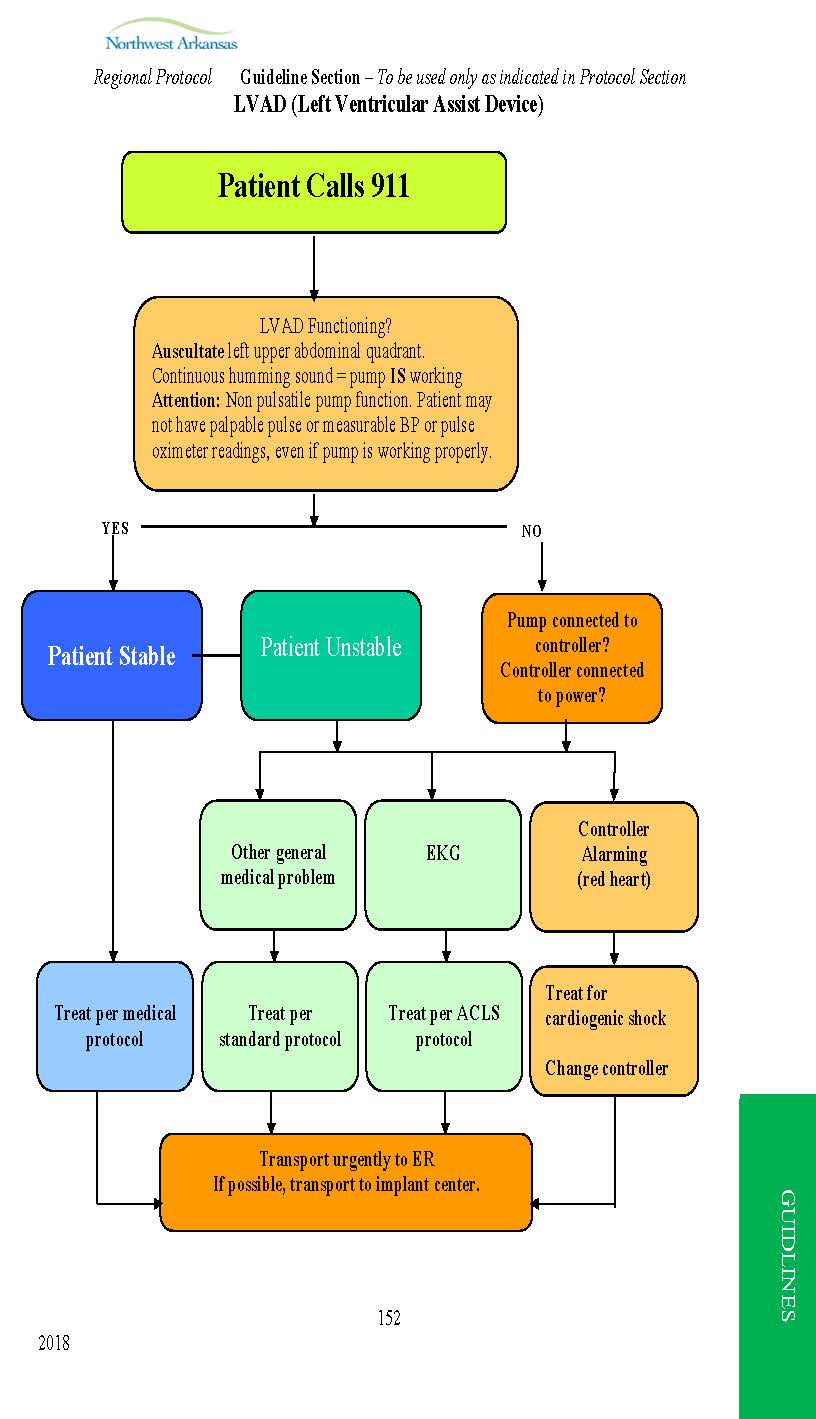 Northwest Arkansas
Regional Protocol Guideline Section – To be used only as indicated in Protocol Section
LVAD (Left Ventricular Assist Device)
Patient Calls 911
LVAD Functioning?
Auscultate left upper abdominal quadrant.
Continuous humming sound = pump IS working
Attention: Non pulsatile pump function. Patient may
not have palpable pulse or measurable BP or pulse
oximeter readings, even if pump is working properly.
YES
NO
Patient Stable
Patient Unstable
Pump connected to
controller?
Controller connected
to power?
Other general
medical problem
EKG
Controller
Alarming
(red heart)
Treat per medical
protocol
Treat per
standard protocol
Treat per ACLS
protocol
Treat for
cardiogenic shock
Change controller
Transport urgently to ER
If possible, transport to implant center.
GUIDLINES
152
2018